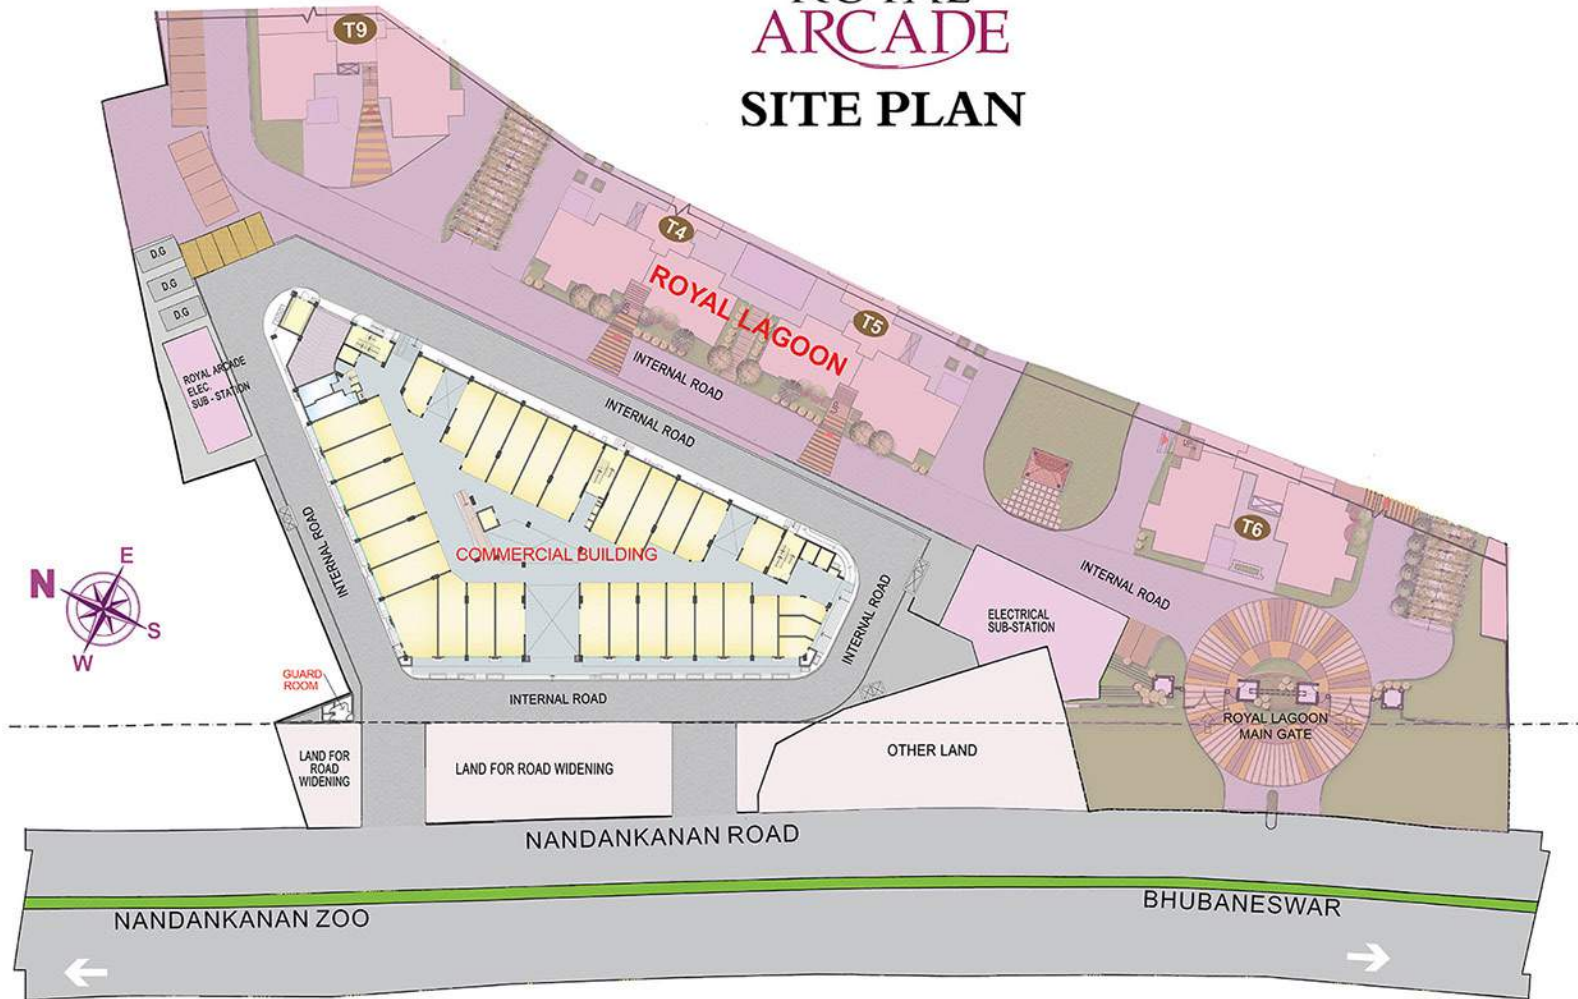 ROYAL
ARCADE
SITE PLAN
T9
T4
ROYAL LAGOON
T5
T6
D.G
D.G
D.G
ROYAL ARCADE
ELEC.
SUB - STATION
INTERNAL ROAD
INTERNAL ROAD
INTERNAL ROAD
INTERNAL ROAD
COMMERCIAL BUILDING
INTERNAL ROAD
INTERNAL ROAD
ELECTRICAL
SUB-STATION
N
E
S
W
GUARD
ROOM
ROYAL LAGOON
MAIN GATE
LAND FOR
ROAD
WIDENING
LAND FOR ROAD WIDENING
OTHER LAND
NANDANKANAN ROAD
NANDANKANAN ZOO
BHUBANESWAR